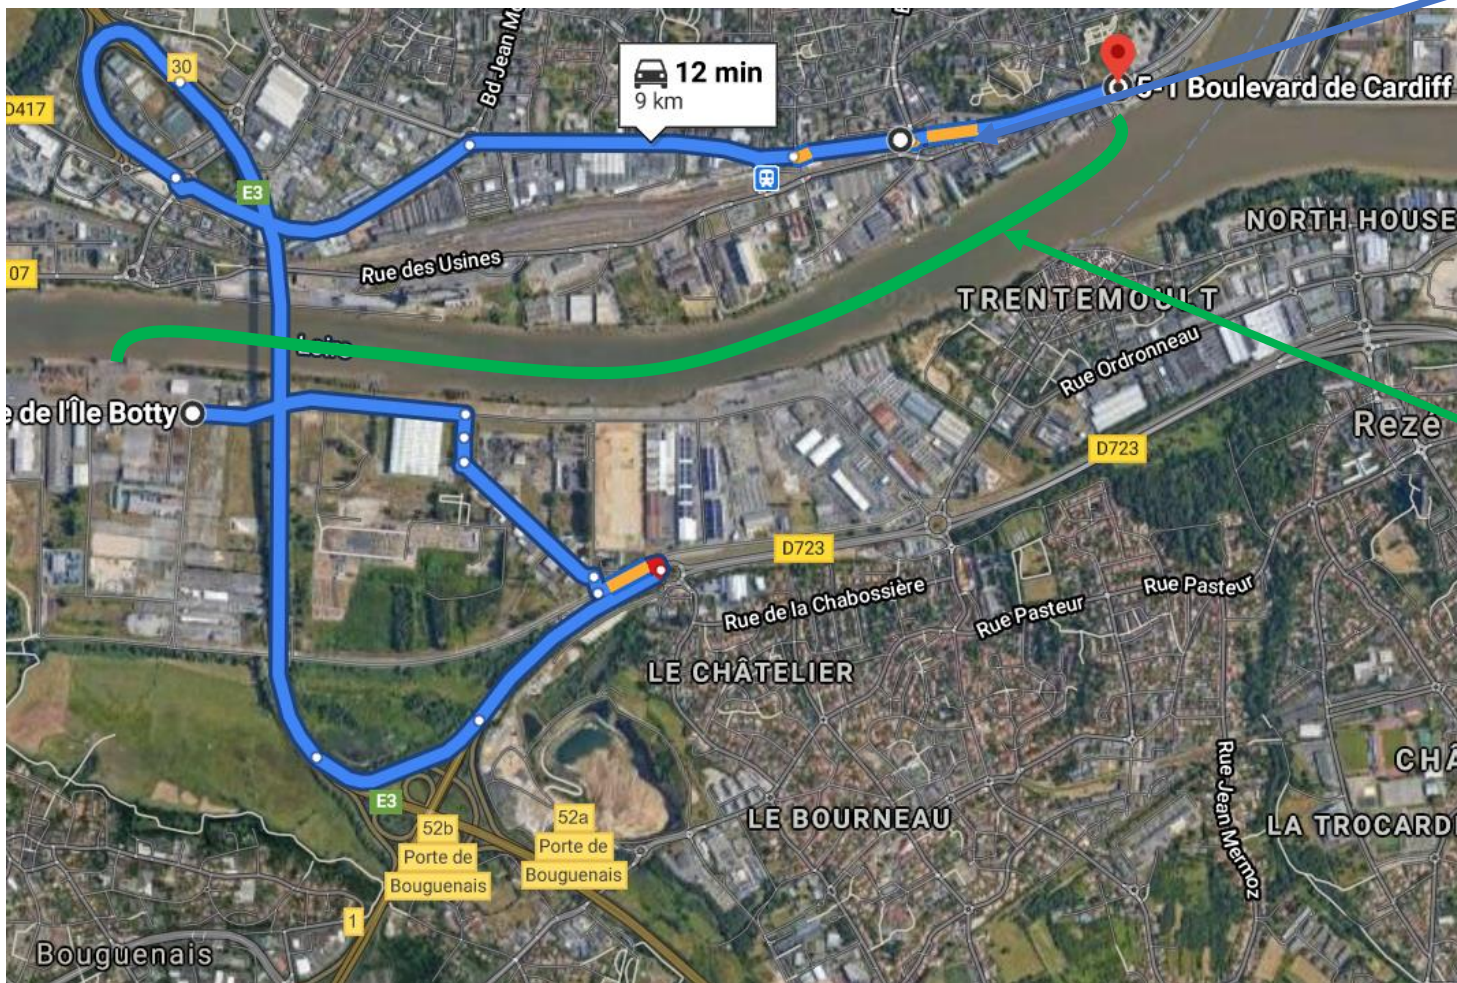 30
Bd Jean M
12 min
9 km
5-1 Boulevard de Cardiff
D417
E3
NORTH HOUSE
07
Rue des Usines
TRENTEMOULT
Loire
Rue Ordronneau
e de l'Île Botty
Rezé
D723
D723
Rue de la Chabossière
Rue Pasteur
Rue Pasteur
LE CHÂTELIER
Rue Jean Mermoz
CHÂ
E3
52b
Porte de
Bouguenais
52a
Porte de
Bouguenais
LE BOURNEAU
LA TROCARDI
1
Bouguenais